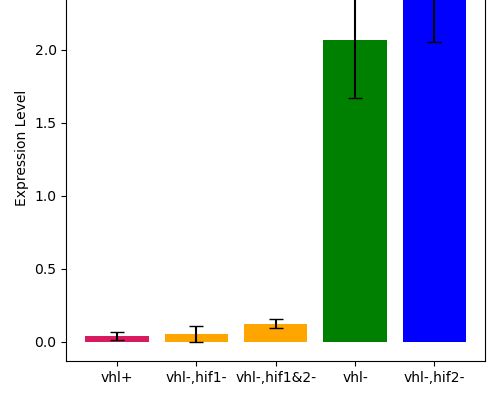 2.0
1.5
1.0
0.5
0.0
Expression Level
vhl+
vhl-,hif1-
vhl-,hif1&2-
vhl-
vhl-,hif2-